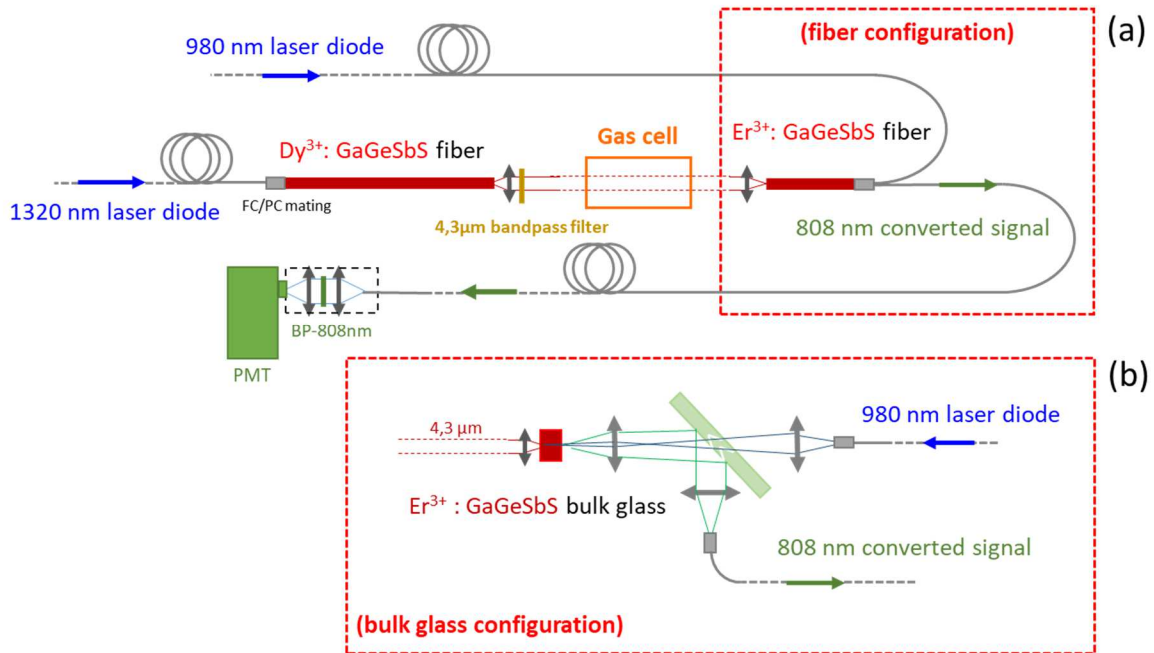 (a)
(fiber configuration)
980 nm laser diode
Er³⁺: GaGeSbS fiber
Gas cell
Dy³⁺: GaGeSbS fiber
1320 nm laser diode
FC/PC mating
4,3µm bandpass filter
808 nm converted signal
BP-808nm
PMT
(b)
980 nm laser diode
4,3 µm
Er³⁺ : GaGeSbS bulk glass
808 nm converted signal
(bulk glass configuration)